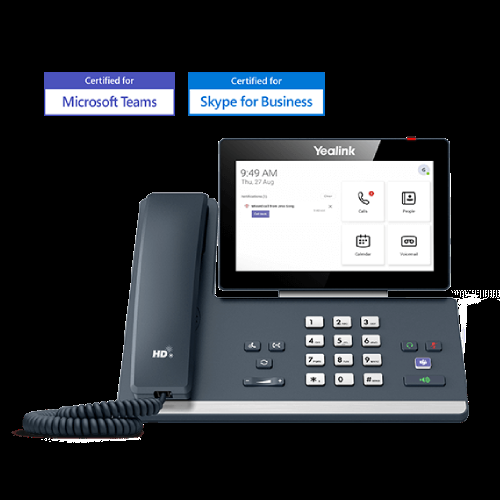 Certified for
Microsoft Teams
Certified for
Skype for Business
Yealink
9:49 AM
Thu, 27 Aug
Calls
People
Calendar
Voicemail
HD
1
2
3
4
5
6
7
8
9
*
0
#